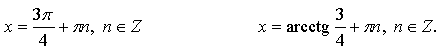 x = 3π/4 + πn, n ∈ Z    x = arcctg 3/4 + πn, n ∈ Z.